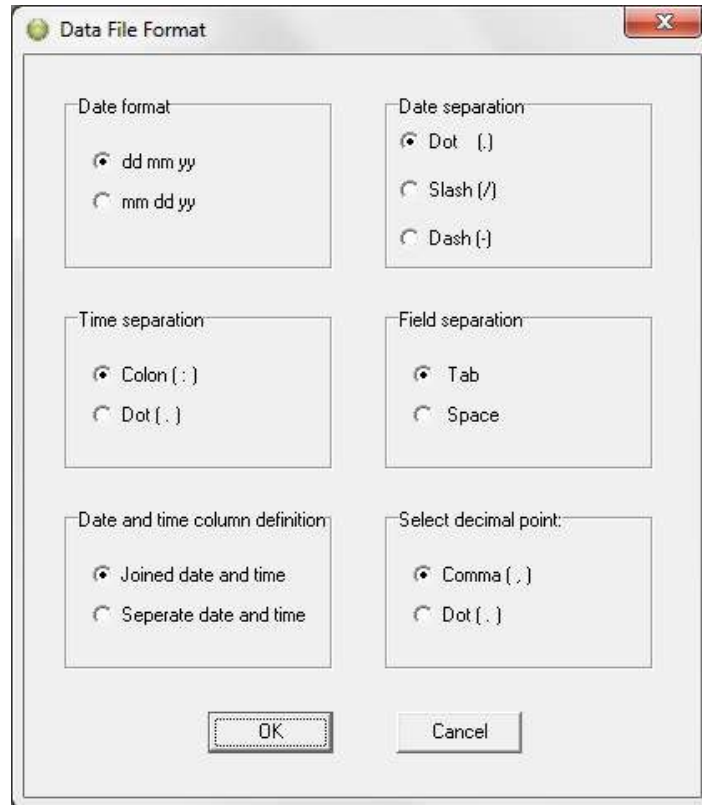 Data File Format
Date format
dd mm yy
mm dd yy
Date separation
Dot (.)
Slash (/)
Dash (-)
Time separation
Colon ( : )
Dot ( . )
Field separation
Tab
Space
Date and time column definition
Joined date and time
Seperate date and time
Select decimal point:
Comma ( , )
Dot ( . )
OK
Cancel